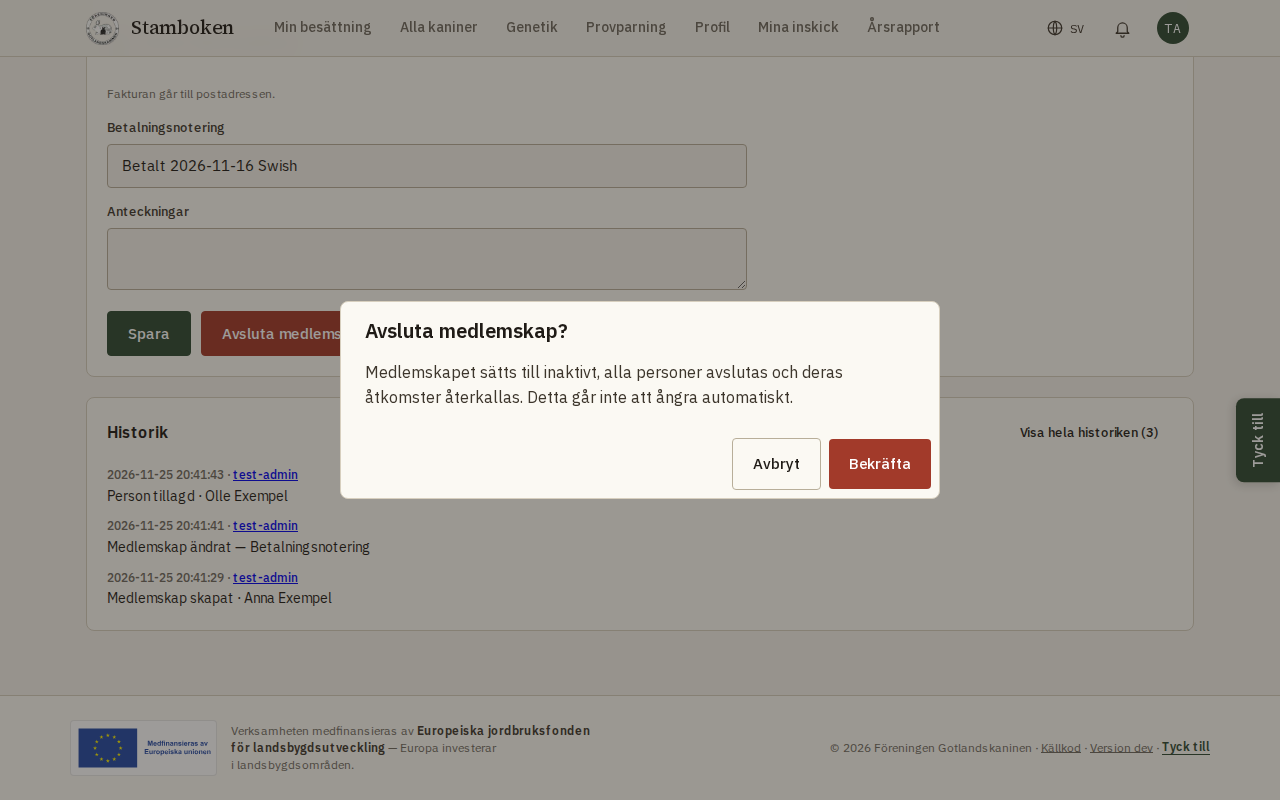 Stamboken
Min besättning
Alla kaniner
Genetik
Provparning
Profil
Mina inskick
Årsrapport
SV
TA
Fakturan går till postadressen.
Betalningsnotering
Betalt 2026-11-16 Swish
Anteckningar
Spara
Avsluta medlems
Avsluta medlemskap?
Medlemskapet sätts till inaktivt, alla personer avslutas och deras
åtkomster återkallas. Detta går inte att ångra automatiskt.
Avbryt
Bekräfta
Tyck till
Historik
Visa hela historiken (3)
2026-11-25 20:41:43 · test-admin
Person tillagd · Olle Exempel
2026-11-25 20:41:41 · test-admin
Medlemskap ändrat — Betalningsnotering
2026-11-25 20:41:29 · test-admin
Medlemskap skapat · Anna Exempel
Medfinansieras av
Europeiska unionen
Verksamheten medfinansieras av Europeiska jordbruksfonden
för landsbygdsutveckling — Europa investerar
i landsbygdsområden.
© 2026 Föreningen Gotlandskaninen · Källkod · Version dev · Tyck till